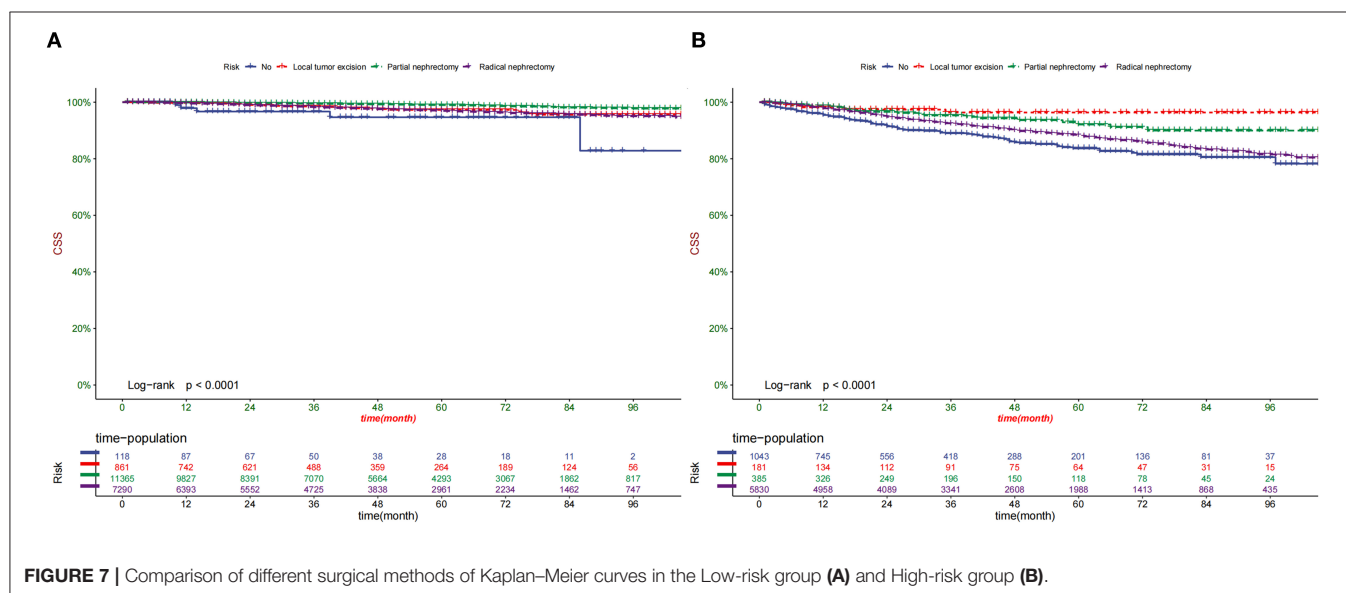 A
Risk No Local tumor excision Partial nephrectomy Radical nephrectomy
100%
80%
60%
40%
20%
0%
CSS
Log-rank p < 0.0001
0 12 24 36 48 60 72 84 96
time(month)
time-population
Risk
118 87 67 50 38 28 18 11 2
861 742 621 488 359 264 189 124 56
11365 9827 8391 7070 5664 4293 3067 1862 817
7290 6393 5552 4725 3838 2961 2234 1462 747
0 12 24 36 48 60 72 84 96
time(month)
B
Risk No Local tumor excision Partial nephrectomy Radical nephrectomy
100%
80%
60%
40%
20%
0%
CSS
Log-rank p < 0.0001
0 12 24 36 48 60 72 84 96
time(month)
time-population
Risk
1043 745 556 418 288 201 136 81 37
181 134 112 91 75 64 47 31 15
385 326 249 196 150 118 78 45 24
5830 4958 4089 3341 2608 1988 1413 868 435
0 12 24 36 48 60 72 84 96
time(month)
FIGURE 7 | Comparison of different surgical methods of Kaplan–Meier curves in the Low-risk group (A) and High-risk group (B).